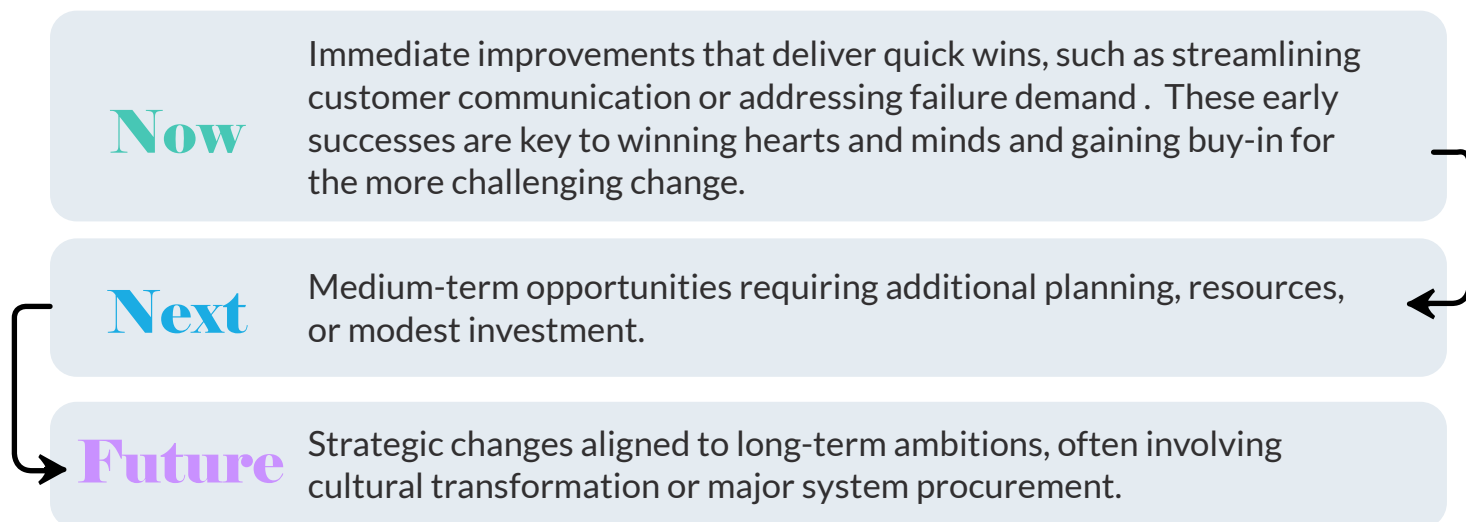 Now
Immediate improvements that deliver quick wins, such as streamlining
customer communication or addressing failure demand .  These early
successes are key to winning hearts and minds and gaining buy-in for
the more challenging change.
Next
Medium-term opportunities requiring additional planning, resources,
or modest investment.
Future
Strategic changes aligned to long-term ambitions, often involving
cultural transformation or major system procurement.